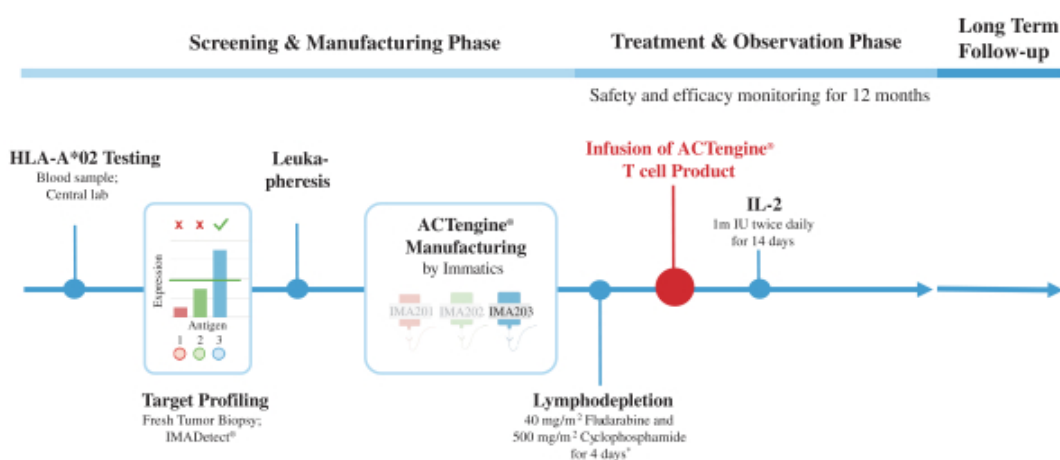 Screening & Manufacturing Phase
Treatment & Observation Phase
Long Term
Follow-up
Safety and efficacy monitoring for 12 months
HLA-A*02 Testing
Blood sample;
Central lab
Leuka-
pheresis
Infusion of ACTengine®
T cell Product
IL-2
1m IU twice daily
for 14 days
x x ✓
Expression
Antigen
1 2 3
ACTengine®
Manufacturing
by Immatics
IMA201 IMA202 IMA203
Target Profiling
Fresh Tumor Biopsy;
IMADetect®
Lymphodepletion
40 mg/m² Fludarabine and
500 mg/m² Cyclophosphamide
for 4 days*